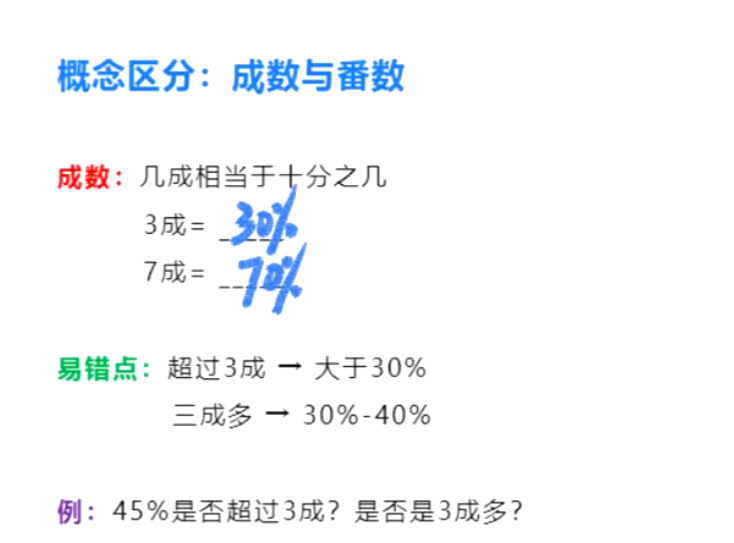 概念区分：成数与番数
成数：几成相当于十分之几
3成= 30%
7成= 70%
易错点：超过3成 → 大于30%
三成多 → 30%-40%
例：45%是否超过3成？是否是3成多？